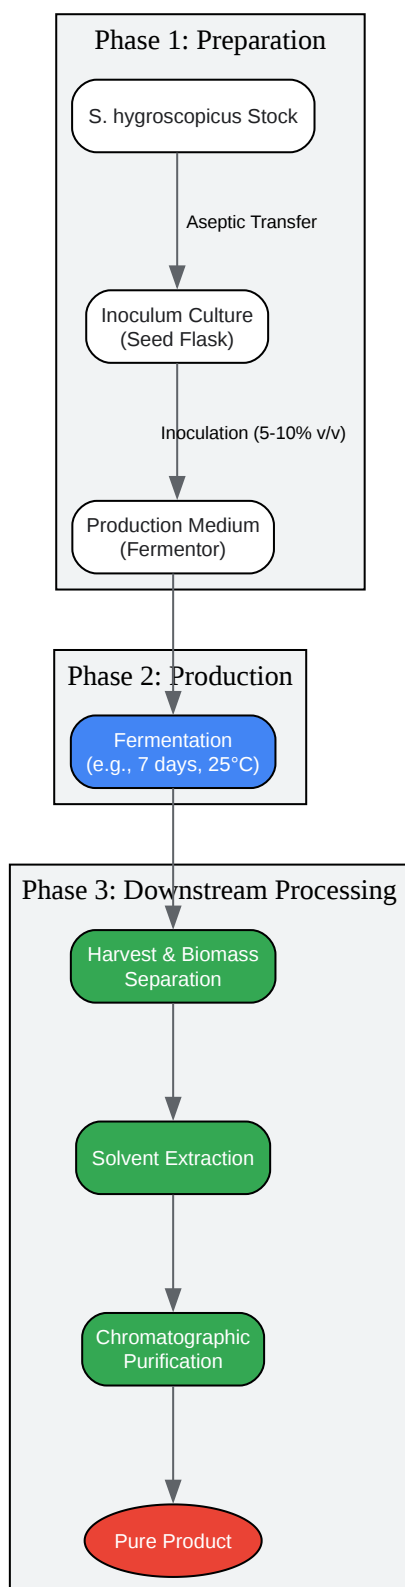 Phase 1: Preparation
S. hygroscopicus Stock
Aseptic Transfer
Inoculum Culture
(Seed Flask)
Inoculation (5-10% v/v)
Production Medium
(Fermentor)
Phase 2: Production
Fermentation
(e.g., 7 days, 25°C)
Phase 3: Downstream Processing
Harvest & Biomass
Separation
Solvent Extraction
Chromatographic
Purification
Pure Product